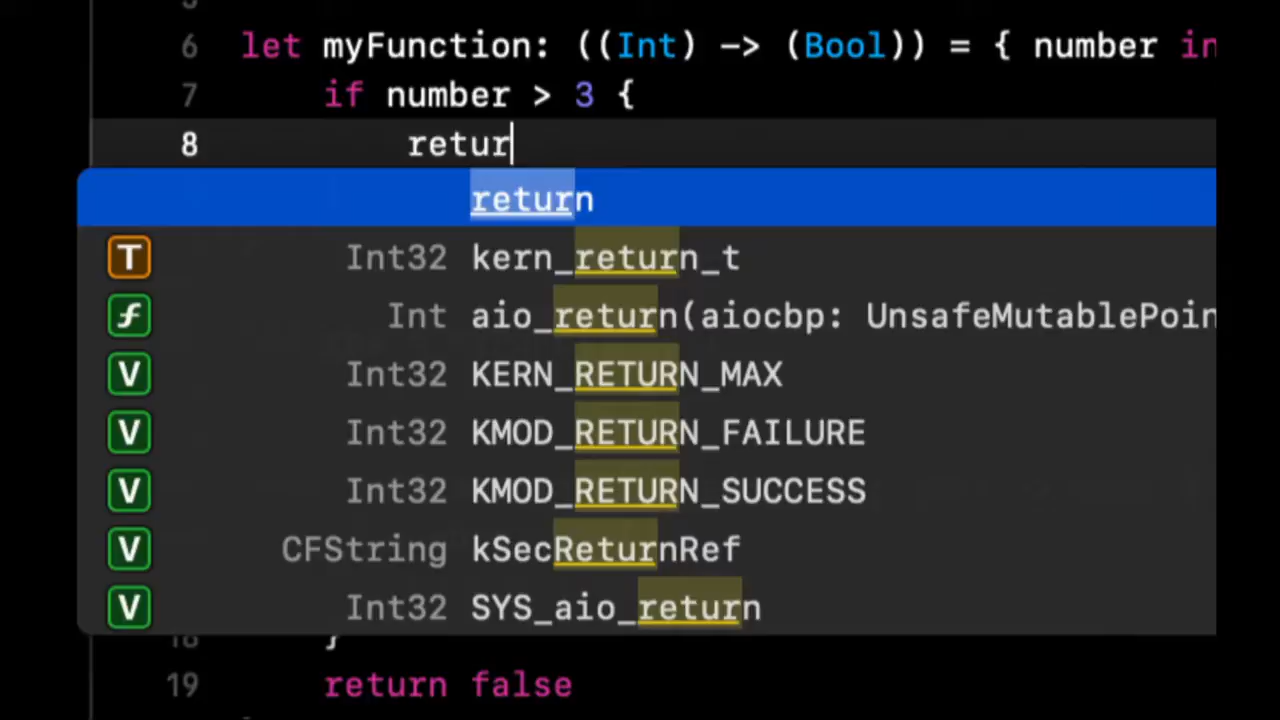 6 let myFunction: ((Int) -> (Bool)) = { number in
7 if number > 3 {
8 retur
return
T Int32 kern_return_t
f Int aio_return(aiocbp: UnsafeMutablePoin
V Int32 KERN_RETURN_MAX
V Int32 KMOD_RETURN_FAILURE
V Int32 KMOD_RETURN_SUCCESS
V CFString kSecReturnRef
V Int32 SYS_aio_return
18 }
19 return false